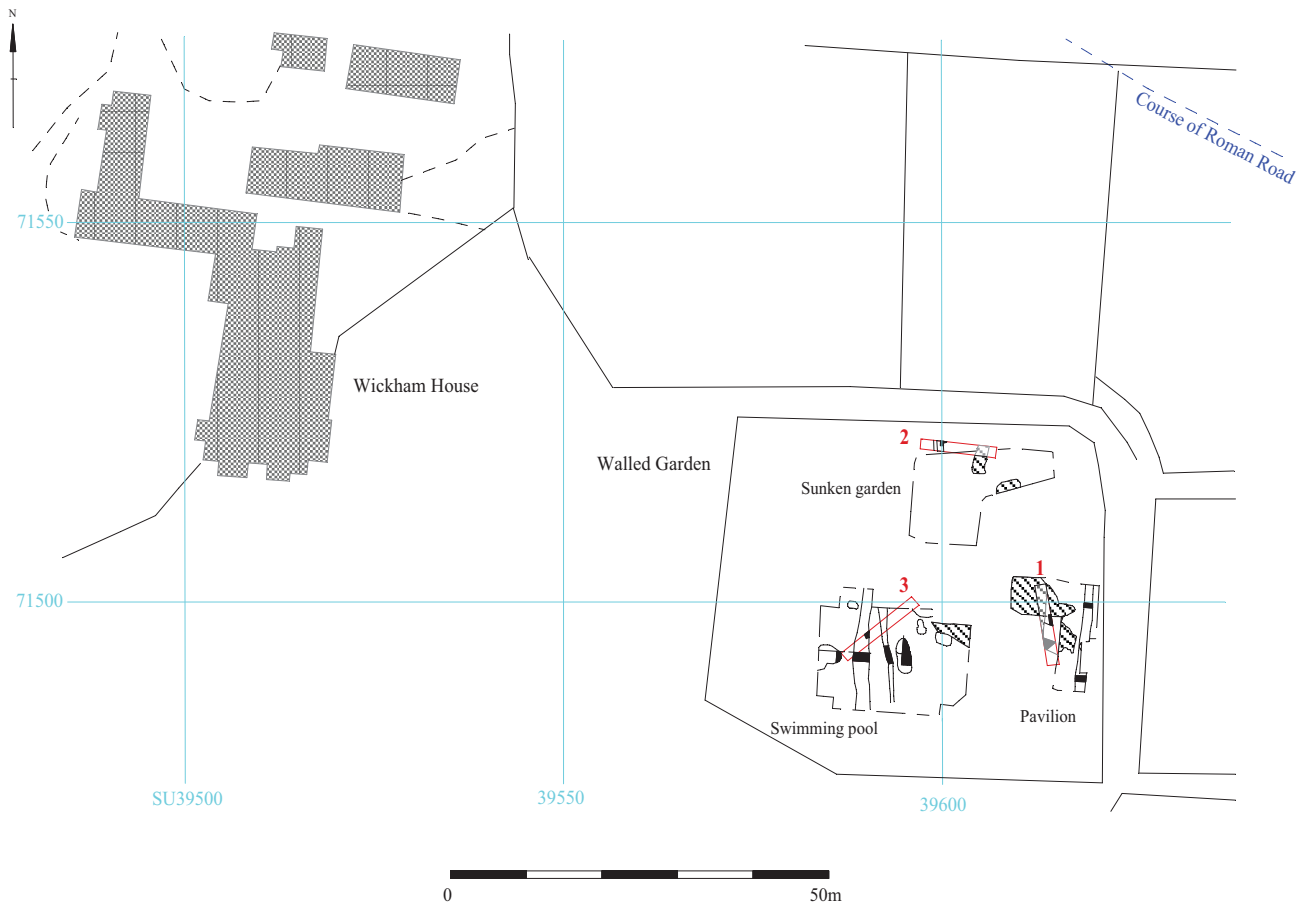 N
Course of Roman Road
71550
Wickham House
2
Walled Garden
Sunken garden
1
3
71500
Pavilion
Swimming pool
SU39500
39550
39600
0
50m